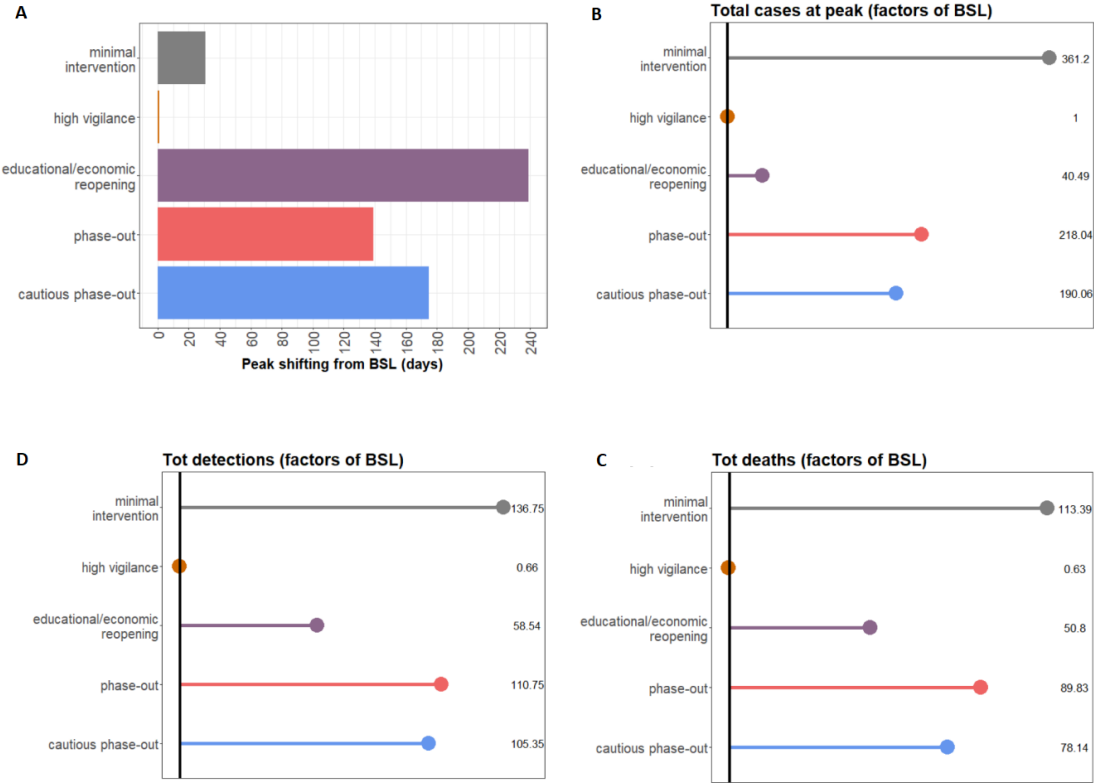 A
minimal
intervention
high vigilance
educational/economic
reopening
phase-out
cautious phase-out
0 20 40 60 80 100 120 140 160 180 200 220 240
Peak shifting from BSL (days)
B
Total cases at peak (factors of BSL)
minimal
intervention
361.2
high vigilance
1
educational/economic
reopening
40.49
phase-out
218.04
cautious phase-out
190.06
D
Tot detections (factors of BSL)
minimal
intervention
136.75
high vigilance
0.66
educational/economic
reopening
58.54
phase-out
110.75
cautious phase-out
105.35
C
Tot deaths (factors of BSL)
minimal
intervention
113.39
high vigilance
0.63
educational/economic
reopening
50.8
phase-out
89.83
cautious phase-out
78.14